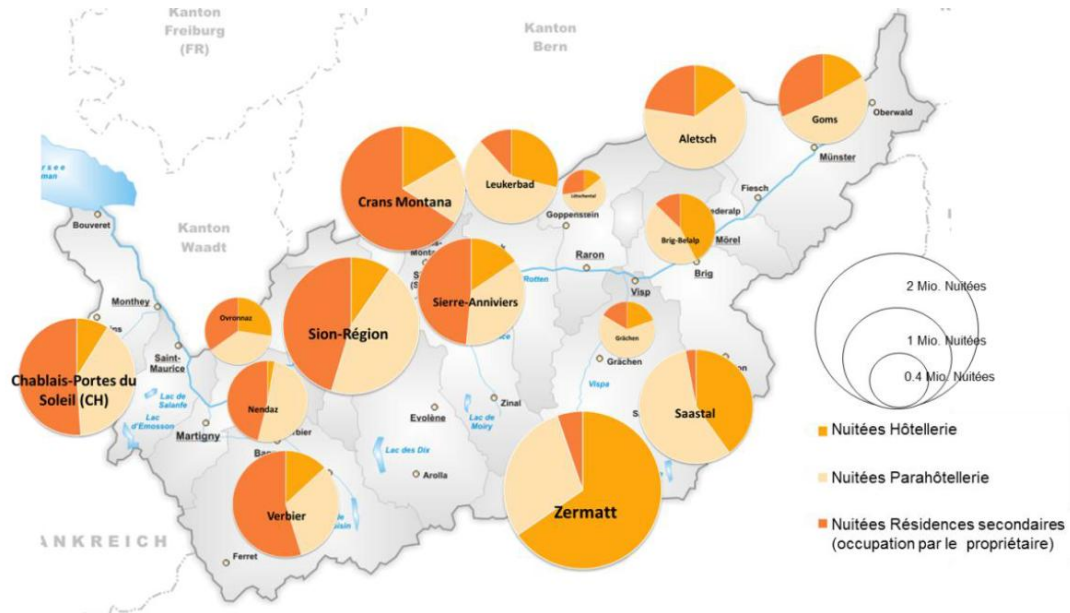 Kanton
Freiburg
(FR)
Kanton
Bern
Kanton
Waadt
Bouveret
Monthey
Saint-
Maurice
Lac de
Salanfe
Lac
d'Emosson
Martigny
Chablais-Portes du
Soleil (CH)
Ovronnaz
Nendaz
Verbier
Ferret
ANKREICH
Sion-Région
Crans Montana
Leukerbad
Sierre-Anniviers
Lötschental
Goppenstein
Raron
Rotten
Visp
Brig
Brig-Belalp
Mörel
Fiesch
Münster
Oberwald
Aletsch
Goms
Grächen
Grächen
Vispa
Zinal
Lac de
Moiry
Evolène
Lac des Dix
Arolla
Saastal
Zermatt
2 Mio. Nuitées
1 Mio. Nuitées
0.4 Mio. Nuitées
Nuitées Hôtellerie
Nuitées Parahôtellerie
Nuitées Résidences secondaires
(occupation par le propriétaire)